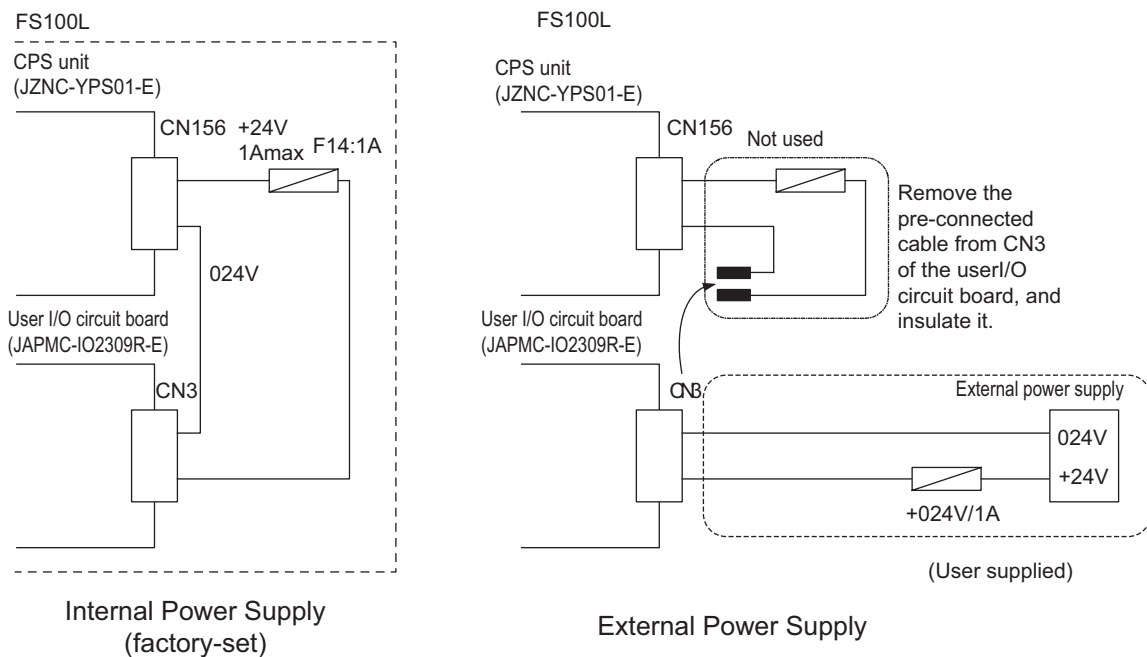 FS100L
CPS unit
(JZNC-YPS01-E)
CN156 +24V
1Amax F14:1A
024V
User I/O circuit board
(JAPMC-IO2309R-E)
CN3
Internal Power Supply
(factory-set)
FS100L
CPS unit
(JZNC-YPS01-E)
CN156
Not used
Remove the
pre-connected
cable from CN3
of the userI/O
circuit board, and
insulate it.
User I/O circuit board
(JAPMC-IO2309R-E)
CN3
External power supply
024V
+24V
+024V/1A
(User supplied)
External Power Supply